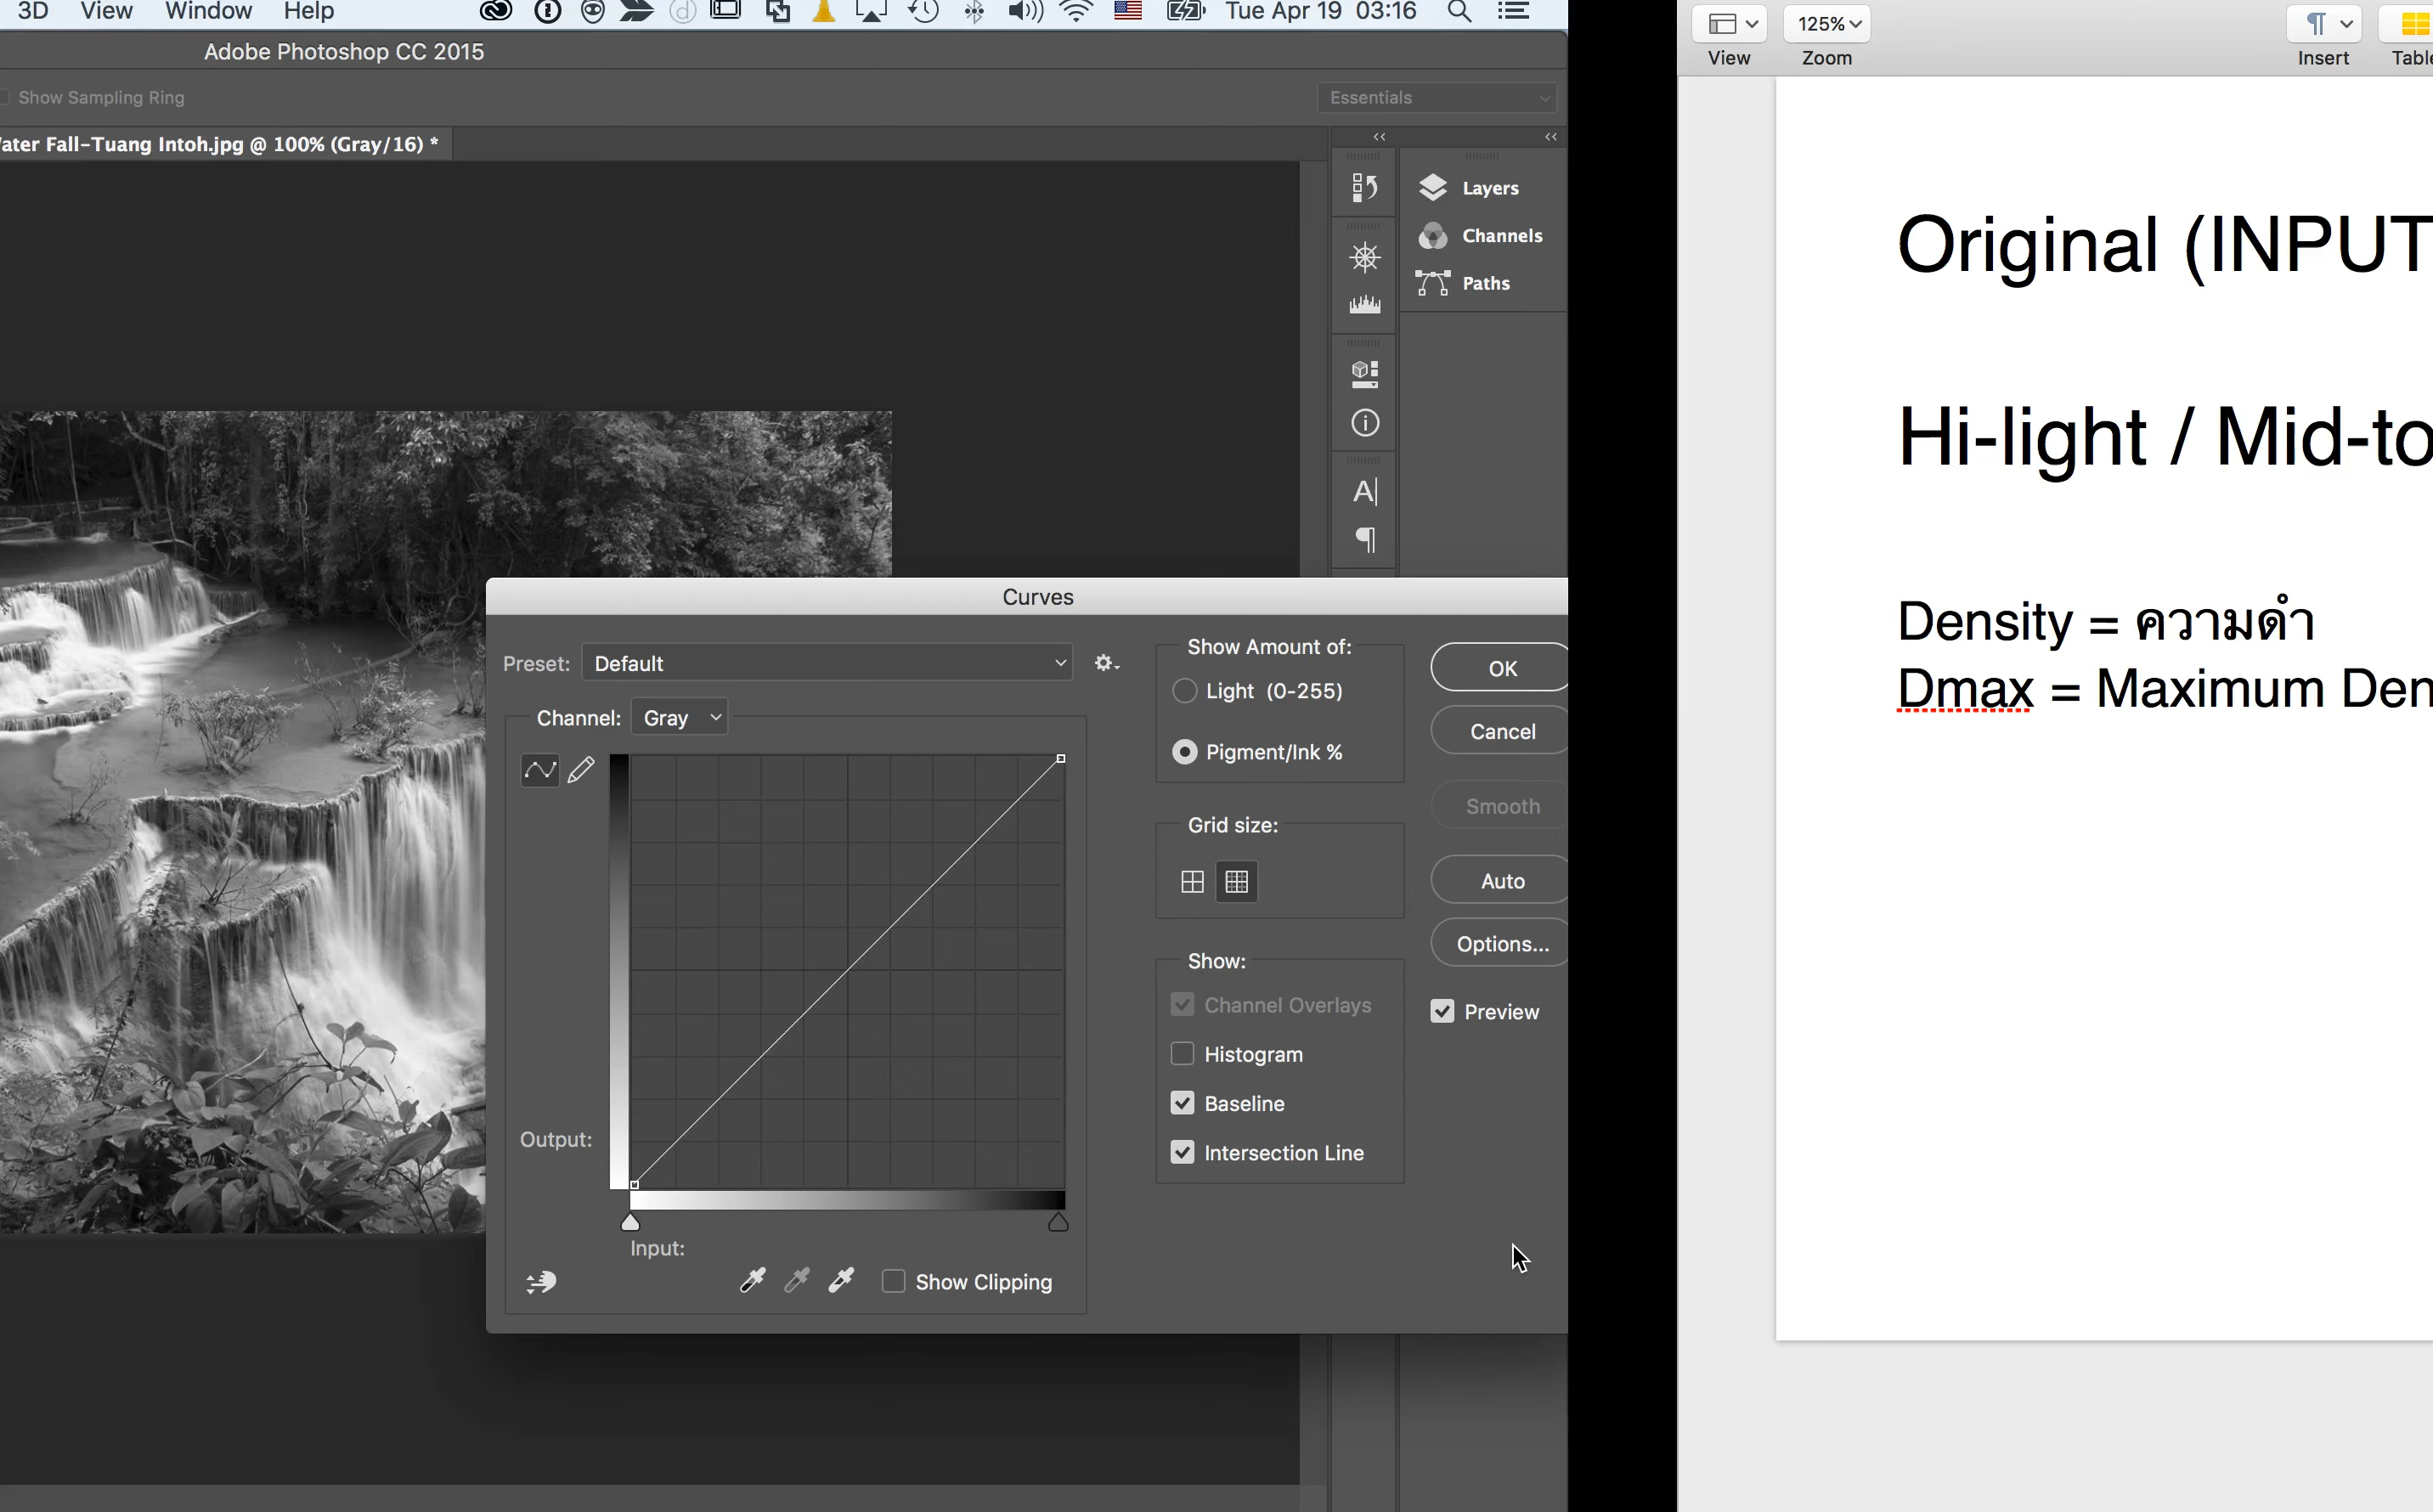 3D View Window Help Tue Apr 19 03:16
Adobe Photoshop CC 2015
Show Sampling Ring
Essentials
ater Fall-Tuang Intoh.jpg @ 100% (Gray/16) *
Layers
Channels
Paths
Curves
Preset: Default
Channel: Gray
Output:
Input:
Show Clipping
Show Amount of:
Light (0-255)
Pigment/Ink %
Grid size:
Show:
Channel Overlays
Histogram
Baseline
Intersection Line
OK
Cancel
Smooth
Auto
Options...
Preview
125%
View
Zoom
Insert
Table
Original (INPUT
Hi-light / Mid-to
Density = ความดำ
Dmax = Maximum Den